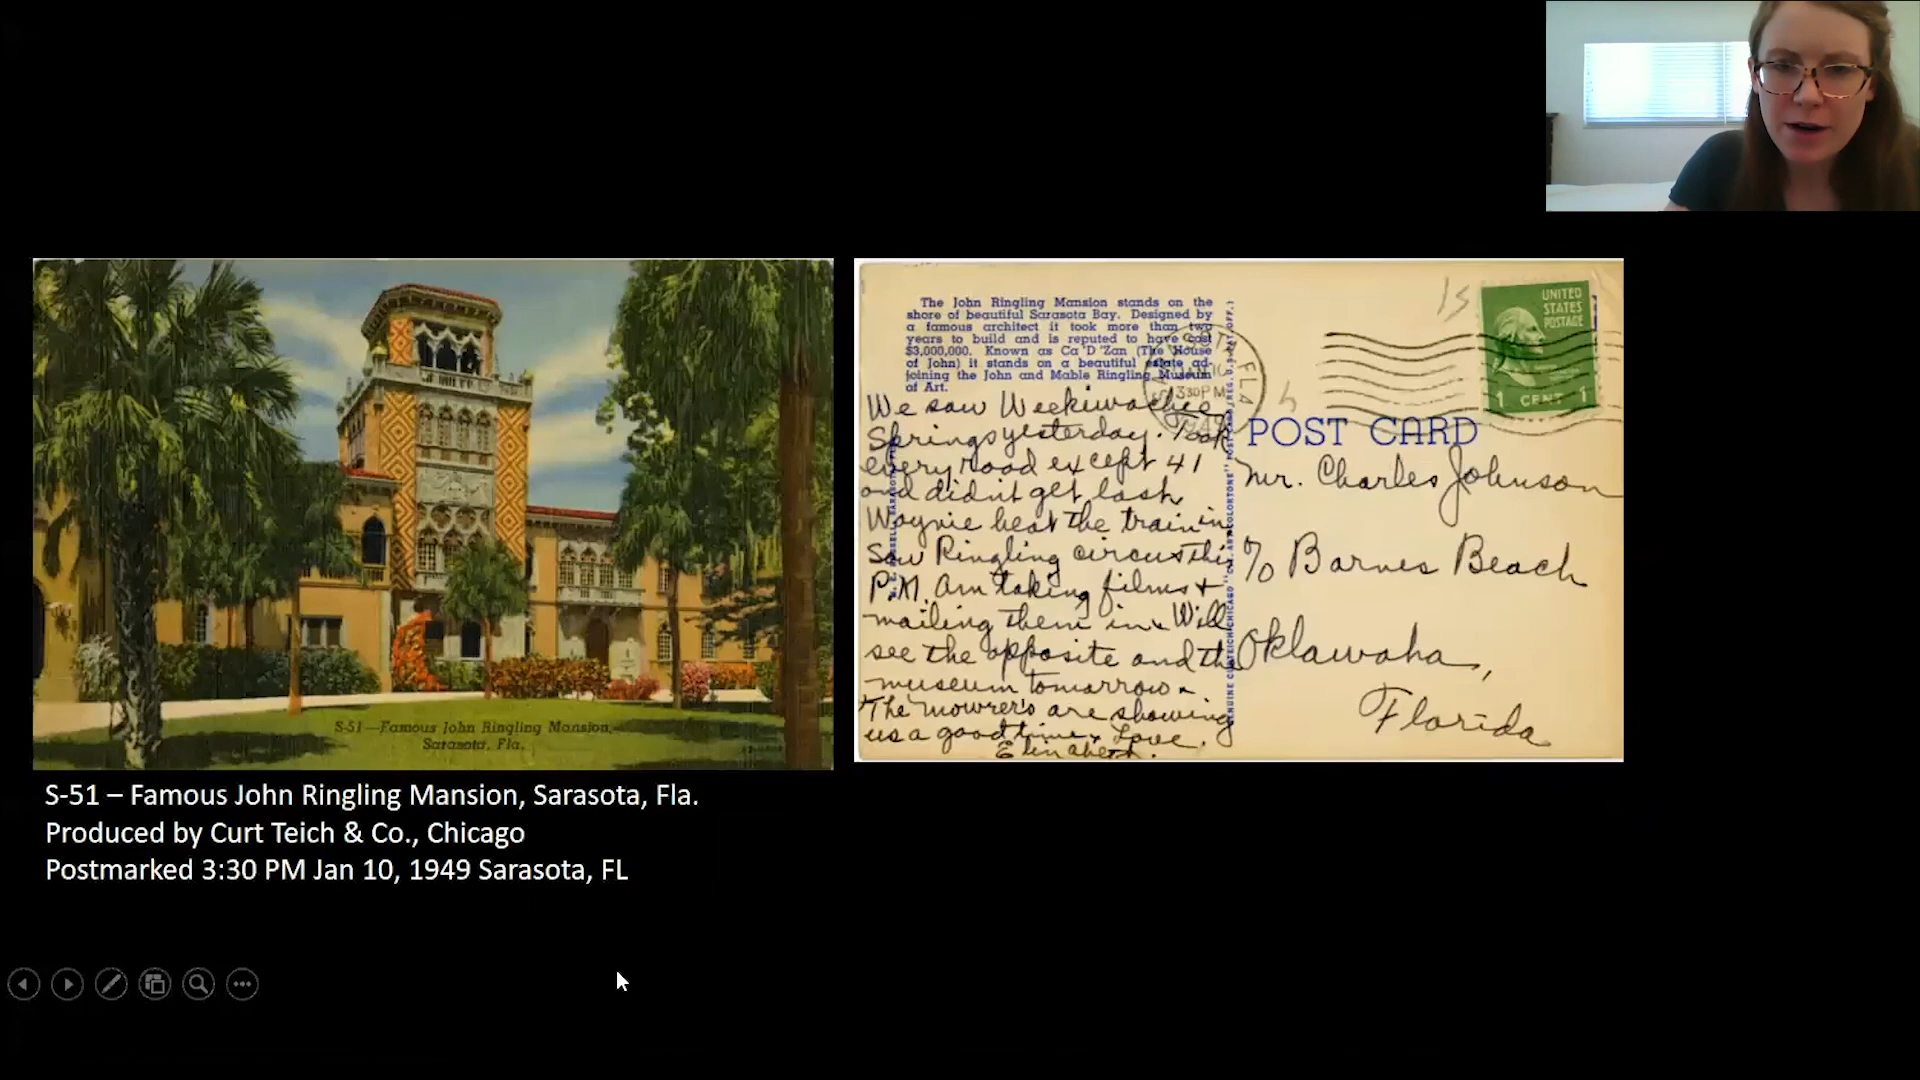 S-51—Famous John Ringling Mansion,
Sarasota, Fla.
S-51 – Famous John Ringling Mansion, Sarasota, Fla.
Produced by Curt Teich & Co., Chicago
Postmarked 3:30 PM Jan 10, 1949 Sarasota, FL
The John Ringling Mansion stands on the
shore of beautiful Sarasota Bay. Designed by
a famous architect it took more than two
years to build and is reputed to have cost
$3,000,000. Known as Ca 'D 'Zan (The House
of John) it stands on a beautiful estate ad-
joining the John and Mable Ringling Museum
of Art.
We saw Weekiwachee
Springs yesterday. Took
every road except 41
and didn't get lost
beat the train in
Saw Ringling circus this
P.M. Am taking films +
mailing them in. Will
see the opposite and the
museum tomorrow.
The Mowrer's are showing
us a good time. Love,
FLA
330 PM
UNITED
STATES
POSTAGE
1 CENT 1
POST CARD
Mr. Charles Johnson
c/o Barnes Beach
Oklawaha,
Florida